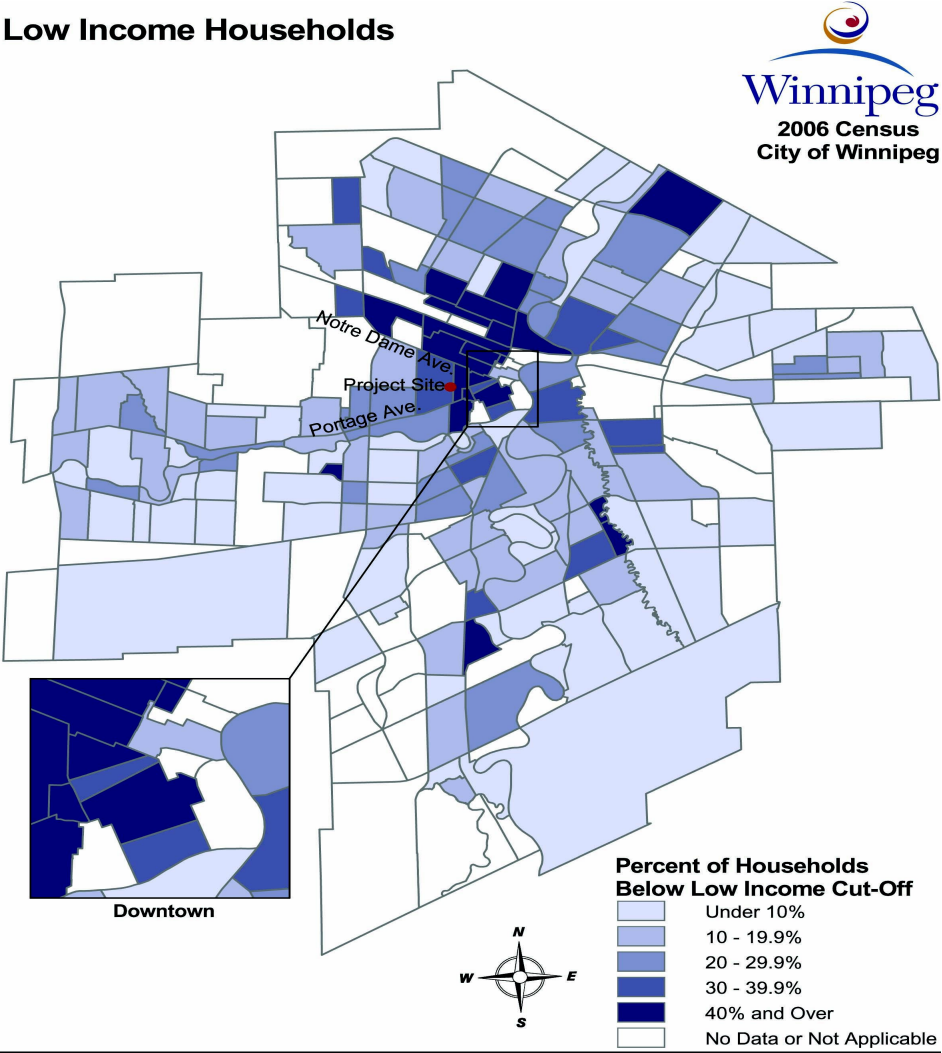 Low Income Households
Winnipeg
2006 Census
City of Winnipeg
Notre Dame Ave.
Project Site
Portage Ave.
Downtown
Percent of Households
Below Low Income Cut-Off
Under 10%
10 - 19.9%
20 - 29.9%
30 - 39.9%
40% and Over
No Data or Not Applicable
N
W
E
S